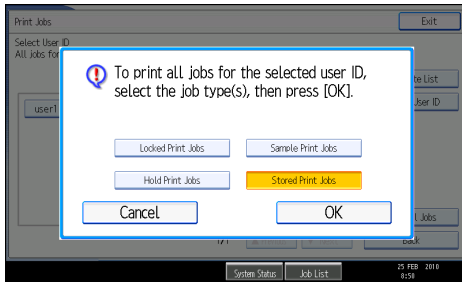 Print Jobs
Exit
Select User ID
All jobs for
To print all jobs for the selected user ID,
select the job type(s), then press [OK].
te List
user1
User ID
Locked Print Jobs
Sample Print Jobs
Hold Print Jobs
Stored Print Jobs
Cancel
OK
Jobs
1/1
Back
System Status
Job List
25 FEB 2010
8:50